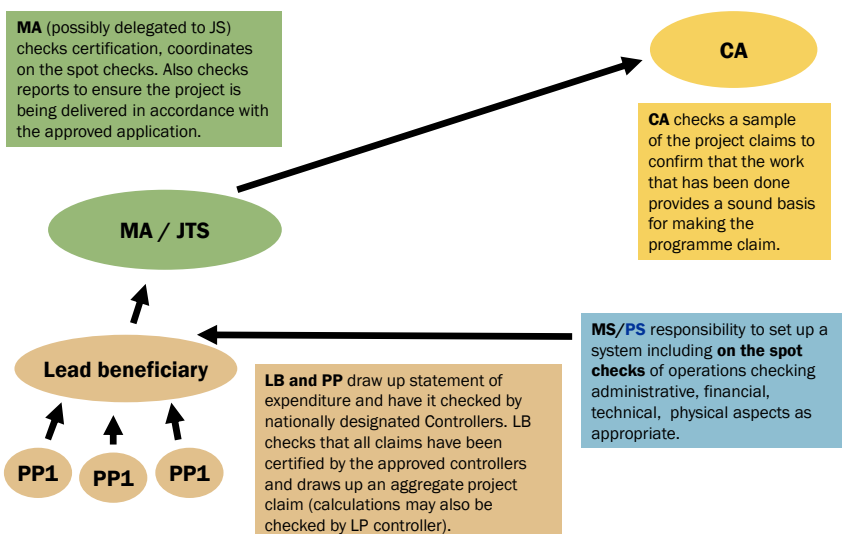 MA (possibly delegated to JS)
checks certification, coordinates
on the spot checks. Also checks
reports to ensure the project is
being delivered in accordance with
the approved application.
CA
CA checks a sample
of the project claims to
confirm that the work
that has been done
provides a sound basis
for making the
programme claim.
MA / JTS
MS/PS responsibility to set up a
system including on the spot
checks of operations checking
administrative, financial,
technical,  physical aspects as
appropriate.
Lead beneficiary
LB and PP draw up statement of
expenditure and have it checked by
nationally designated Controllers. LB
checks that all claims have been
certified by the approved controllers
and draws up an aggregate project
claim (calculations may also be
checked by LP controller).
PP1
PP1
PP1